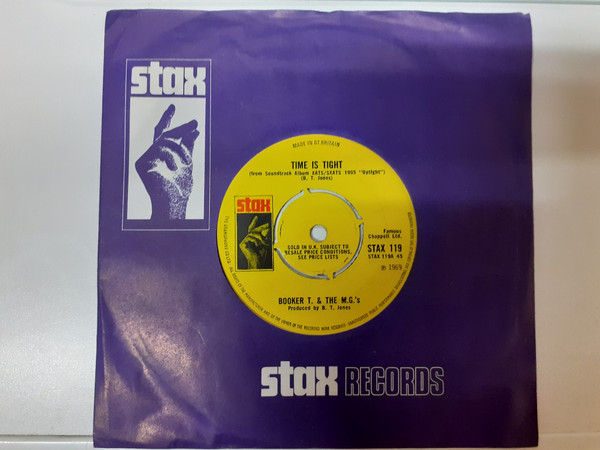 stax
MADE IN GT. BRITAIN
TIME IS TIGHT
(from Soundtrack Album XATS/SXATS 1005 "Uptight")
(B. T. Jones)
stax
SOLD IN U.K. SUBJECT TO
RESALE PRICE CONDITIONS,
SEE PRICE LISTS
Famous
Chappell Ltd.
STAX 119
STAX 119A 45
℗ 1969
BOOKER T. & THE M.G.'s
Produced by B. T. Jones
stax RECORDS